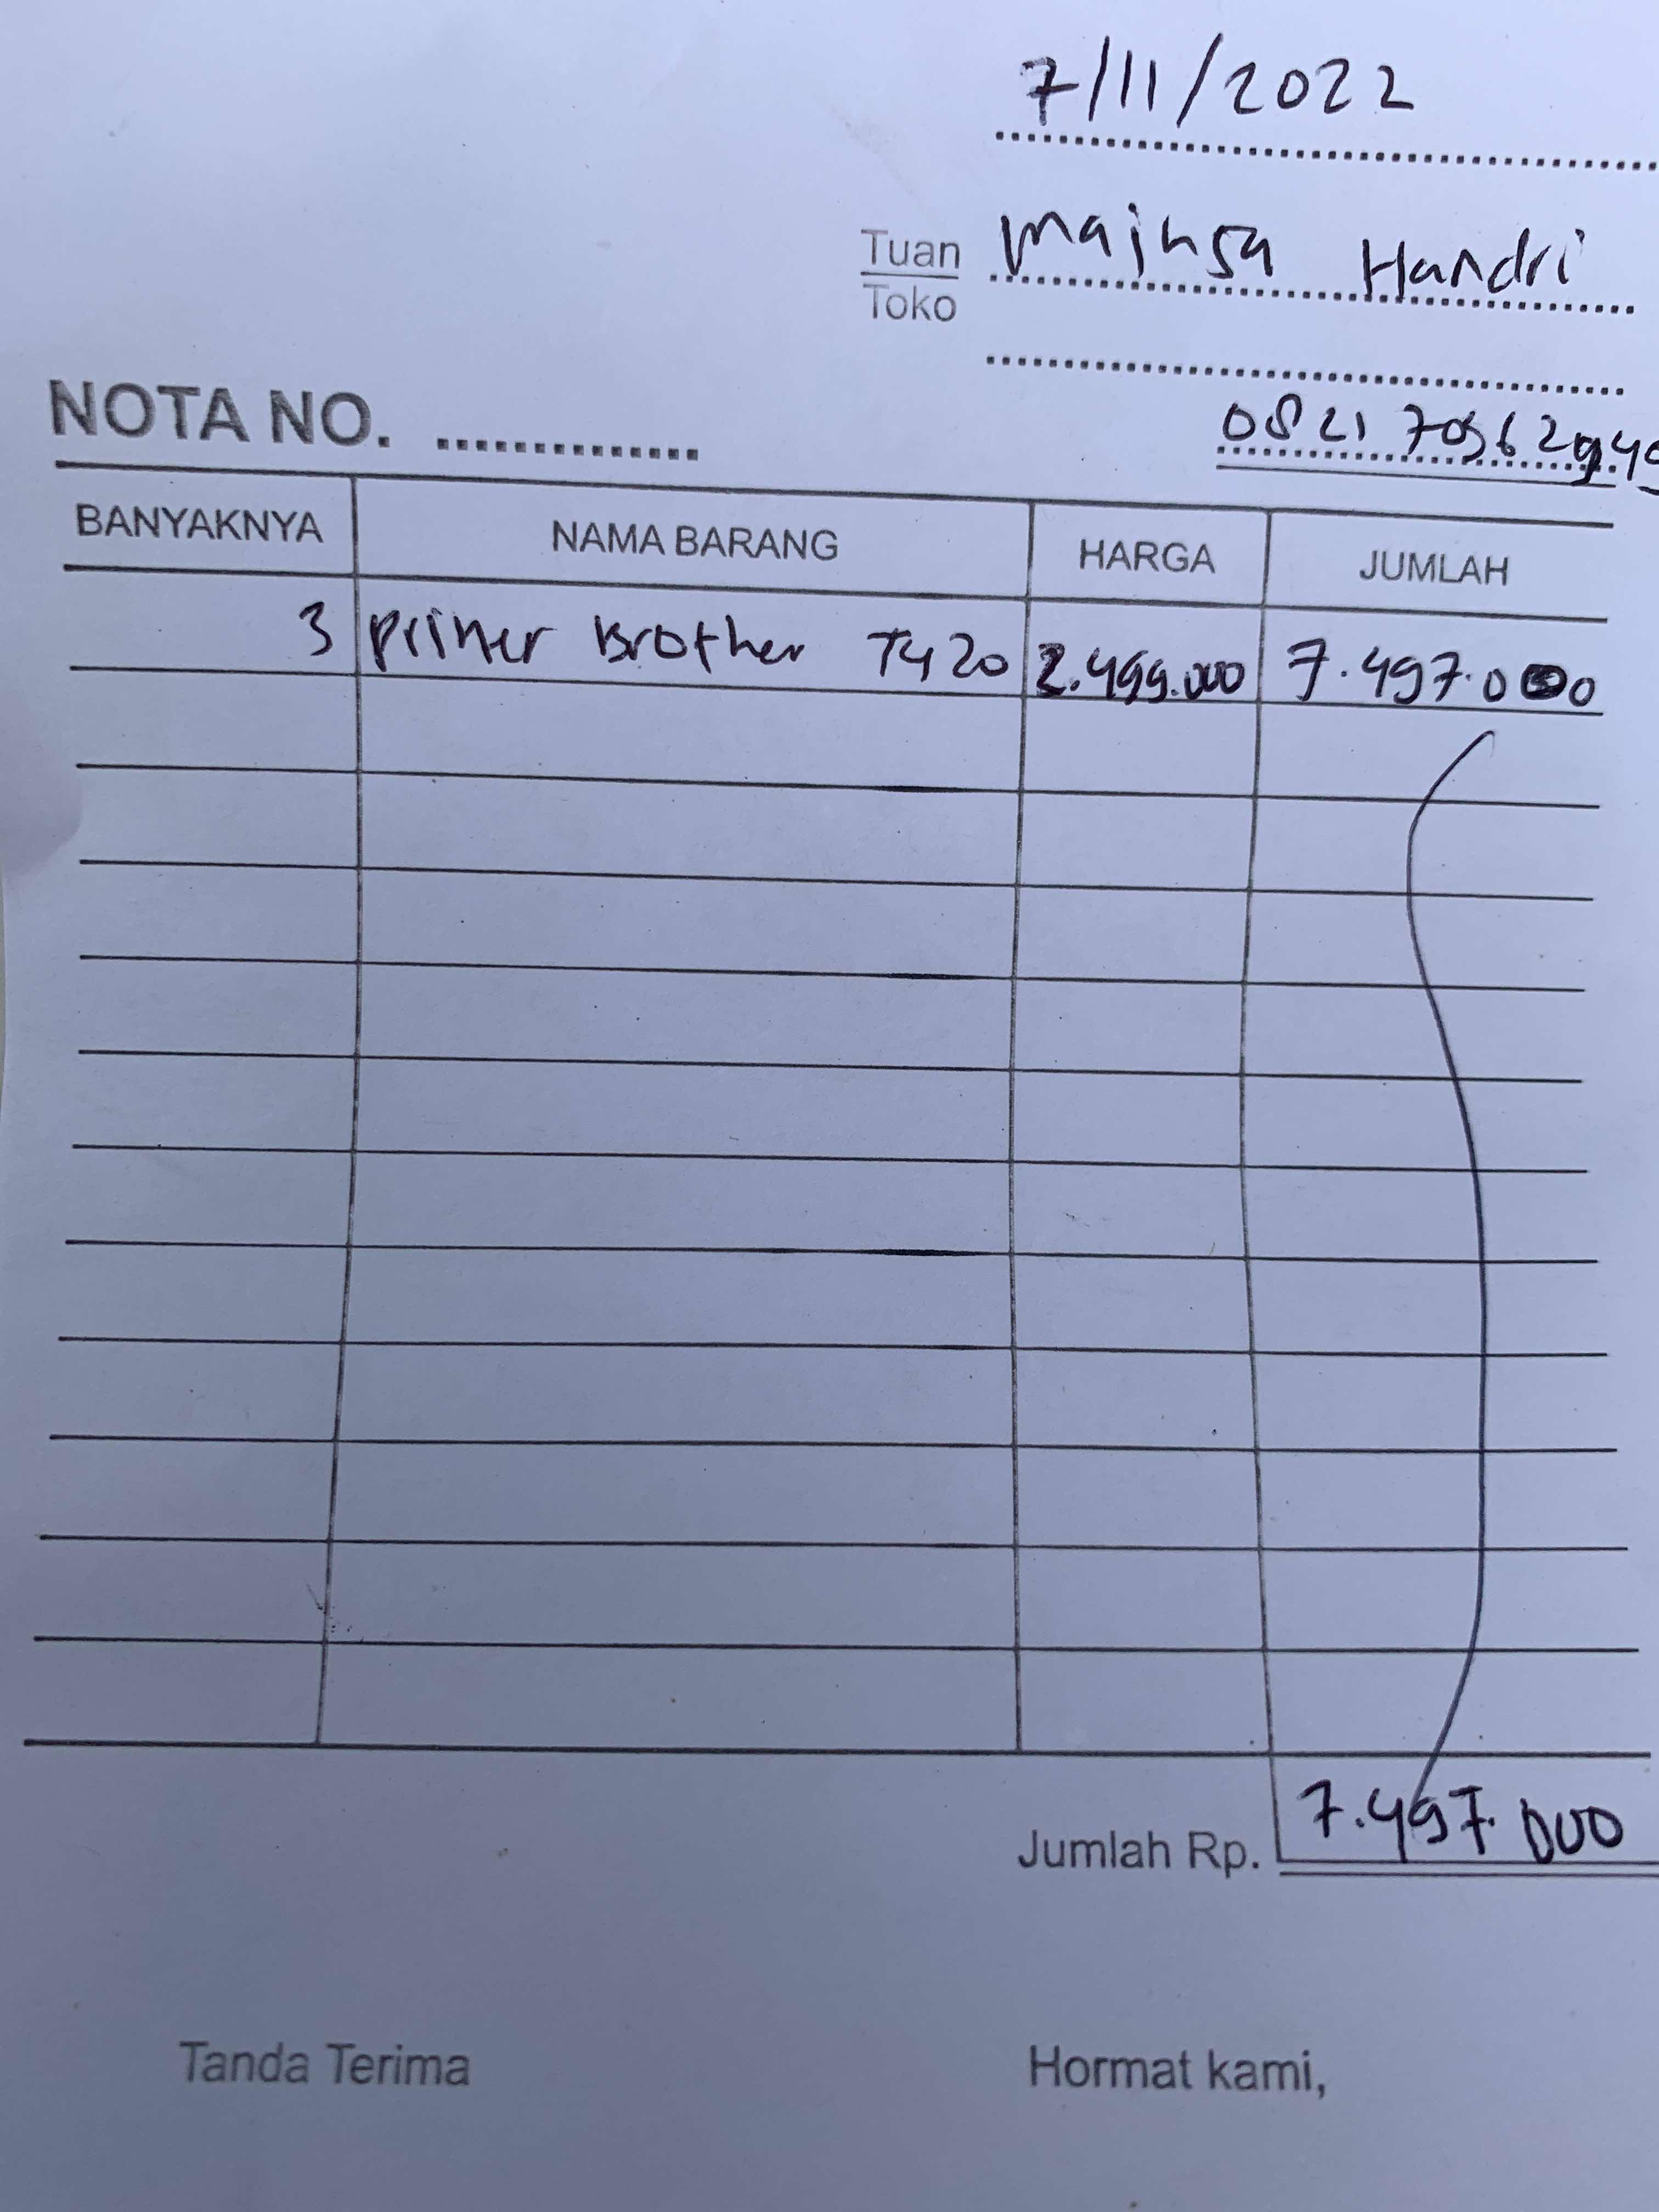 7/11/2022
Tuan Majusa Handri
Toko
NOTA NO. ..............
BANYAKNYA NAMA BARANG HARGA JUMLAH
3 Printer Brother T420 2.499.000 7.497.000
Jumlah Rp. 7.497.000
Tanda Terima Hormat kami,